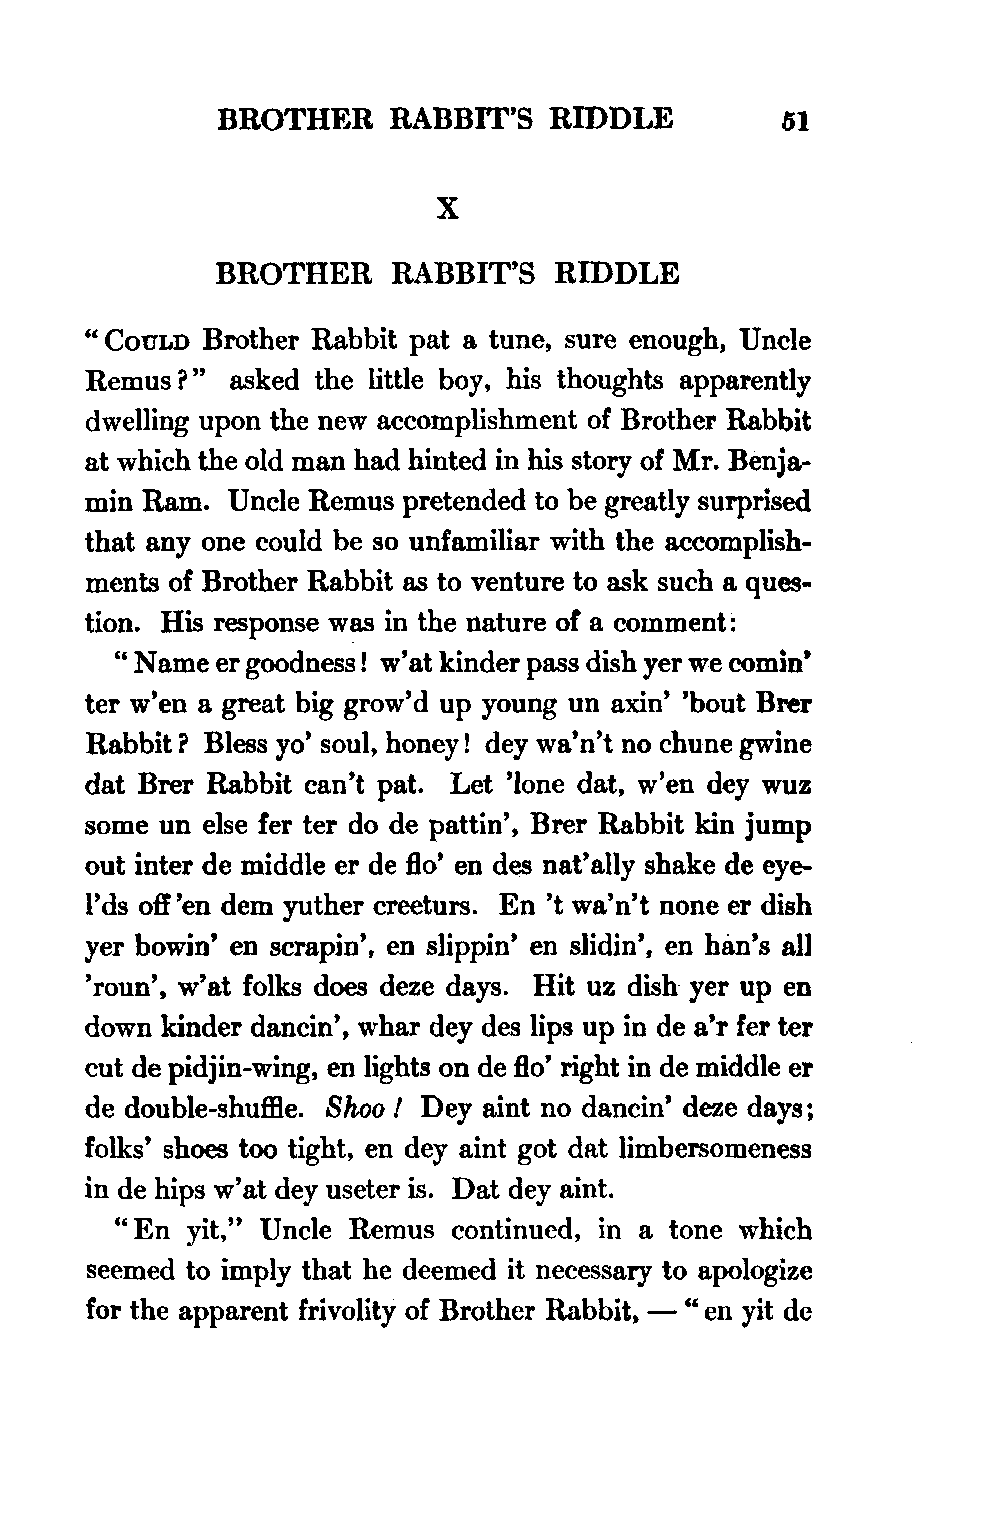 BROTHER RABBIT'S RIDDLE 51
X
BROTHER RABBIT'S RIDDLE
"COULD Brother Rabbit pat a tune, sure enough, Uncle
Remus?" asked the little boy, his thoughts apparently
dwelling upon the new accomplishment of Brother Rabbit
at which the old man had hinted in his story of Mr. Benja-
min Ram. Uncle Remus pretended to be greatly surprised
that any one could be so unfamiliar with the accomplish-
ments of Brother Rabbit as to venture to ask such a ques-
tion. His response was in the nature of a comment:
"Name er goodness! w'at kinder pass dish yer we comin'
ter w'en a great big grow'd up young un axin' 'bout Brer
Rabbit? Bless yo' soul, honey! dey wa'n't no chune gwine
dat Brer Rabbit can't pat. Let 'lone dat, w'en dey wuz
some un else fer ter do de pattin', Brer Rabbit kin jump
out inter de middle er de flo' en des nat'ally shake de eye-
l'ds off'en dem yuther creeturs. En 't wa'n't none er dish
yer bowin' en scrapin', en slippin' en slidin', en han's all
'roun', w'at folks does deze days. Hit uz dish yer up en
down kinder dancin', whar dey des lips up in de a'r fer ter
cut de pidjin-wing, en lights on de flo' right in de middle er
de double-shuffle. Shoo! Dey aint no dancin' deze days;
folks' shoes too tight, en dey aint got dat limbersomeness
in de hips w'at dey useter is. Dat dey aint.
"En yit," Uncle Remus continued, in a tone which
seemed to imply that he deemed it necessary to apologize
for the apparent frivolity of Brother Rabbit, — "en yit de